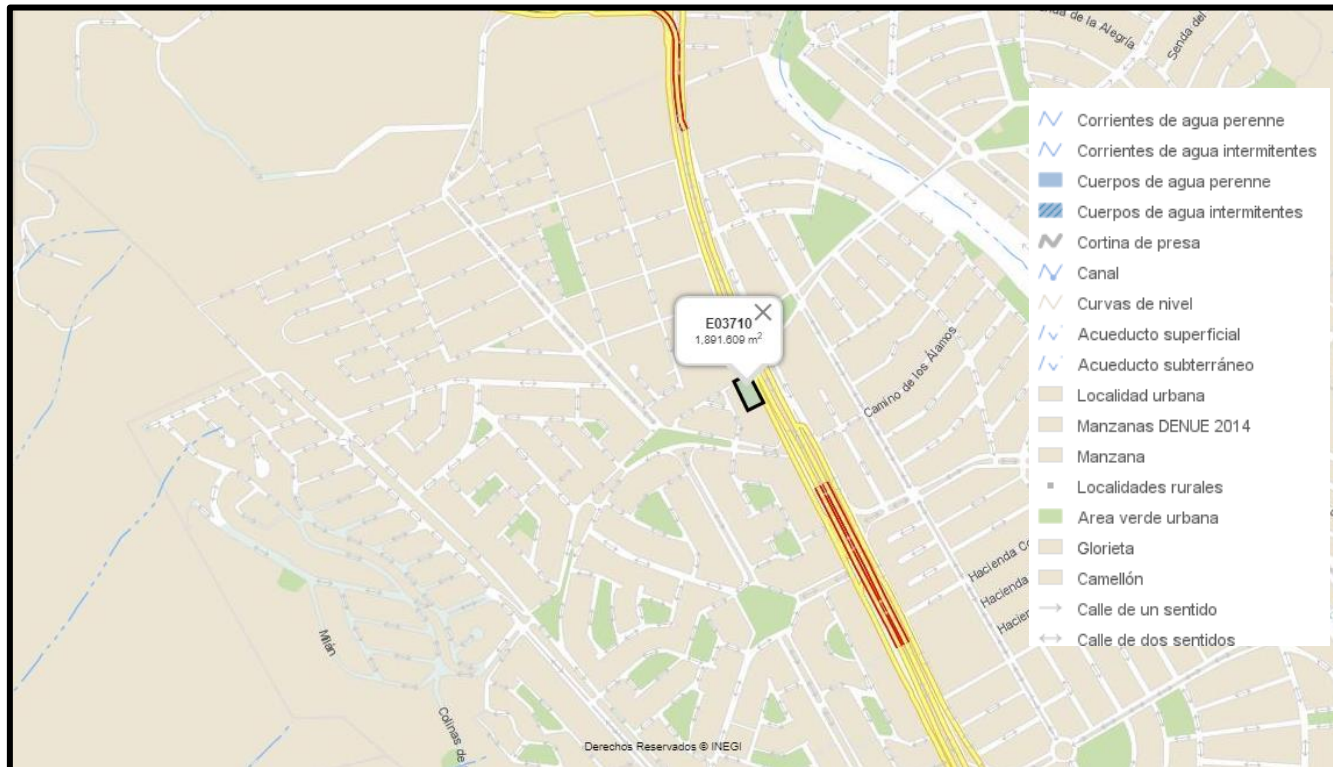 da de la Alegría
Senda del
E03710
1,891.609 m²
Camino de los Álamos
Hacienda Co
Hacienda
Hacien
Milán
Colinas de
Derechos Reservados © INEGI
Corrientes de agua perenne
Corrientes de agua intermitentes
Cuerpos de agua perenne
Cuerpos de agua intermitentes
Cortina de presa
Canal
Curvas de nivel
Acueducto superficial
Acueducto subterráneo
Localidad urbana
Manzanas DENUE 2014
Manzana
Localidades rurales
Area verde urbana
Glorieta
Camellón
Calle de un sentido
Calle de dos sentidos